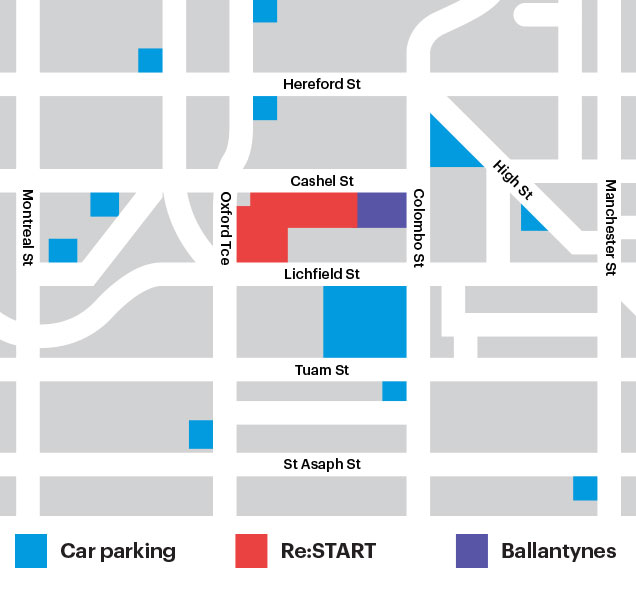 Hereford St
Cashel St
High St
Montreal St
Oxford Tce
Colombo St
Manchester St
Lichfield St
Tuam St
St Asaph St
Car parking
Re:START
Ballantynes